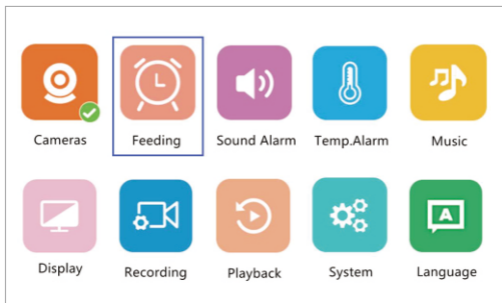 Cameras Feeding Sound Alarm Temp.Alarm Music
A
Display Recording Playback System Language